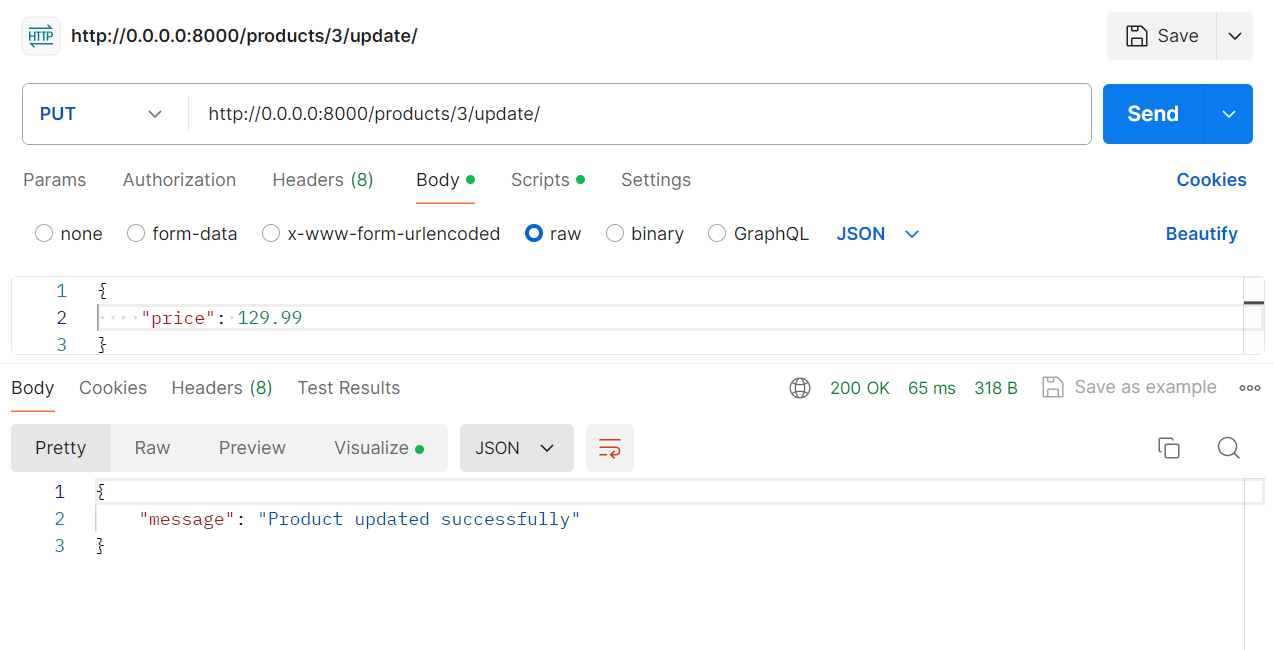 HTTP http://0.0.0.0:8000/products/3/update/ Save
PUT http://0.0.0.0:8000/products/3/update/ Send
Params Authorization Headers (8) Body Scripts Settings Cookies
none form-data x-www-form-urlencoded raw binary GraphQL JSON Beautify
1 {
2 ····"price":·129.99
3 }
Body Cookies Headers (8) Test Results 200 OK 65 ms 318 B Save as example
Pretty Raw Preview Visualize JSON
1 {
2 "message": "Product updated successfully"
3 }